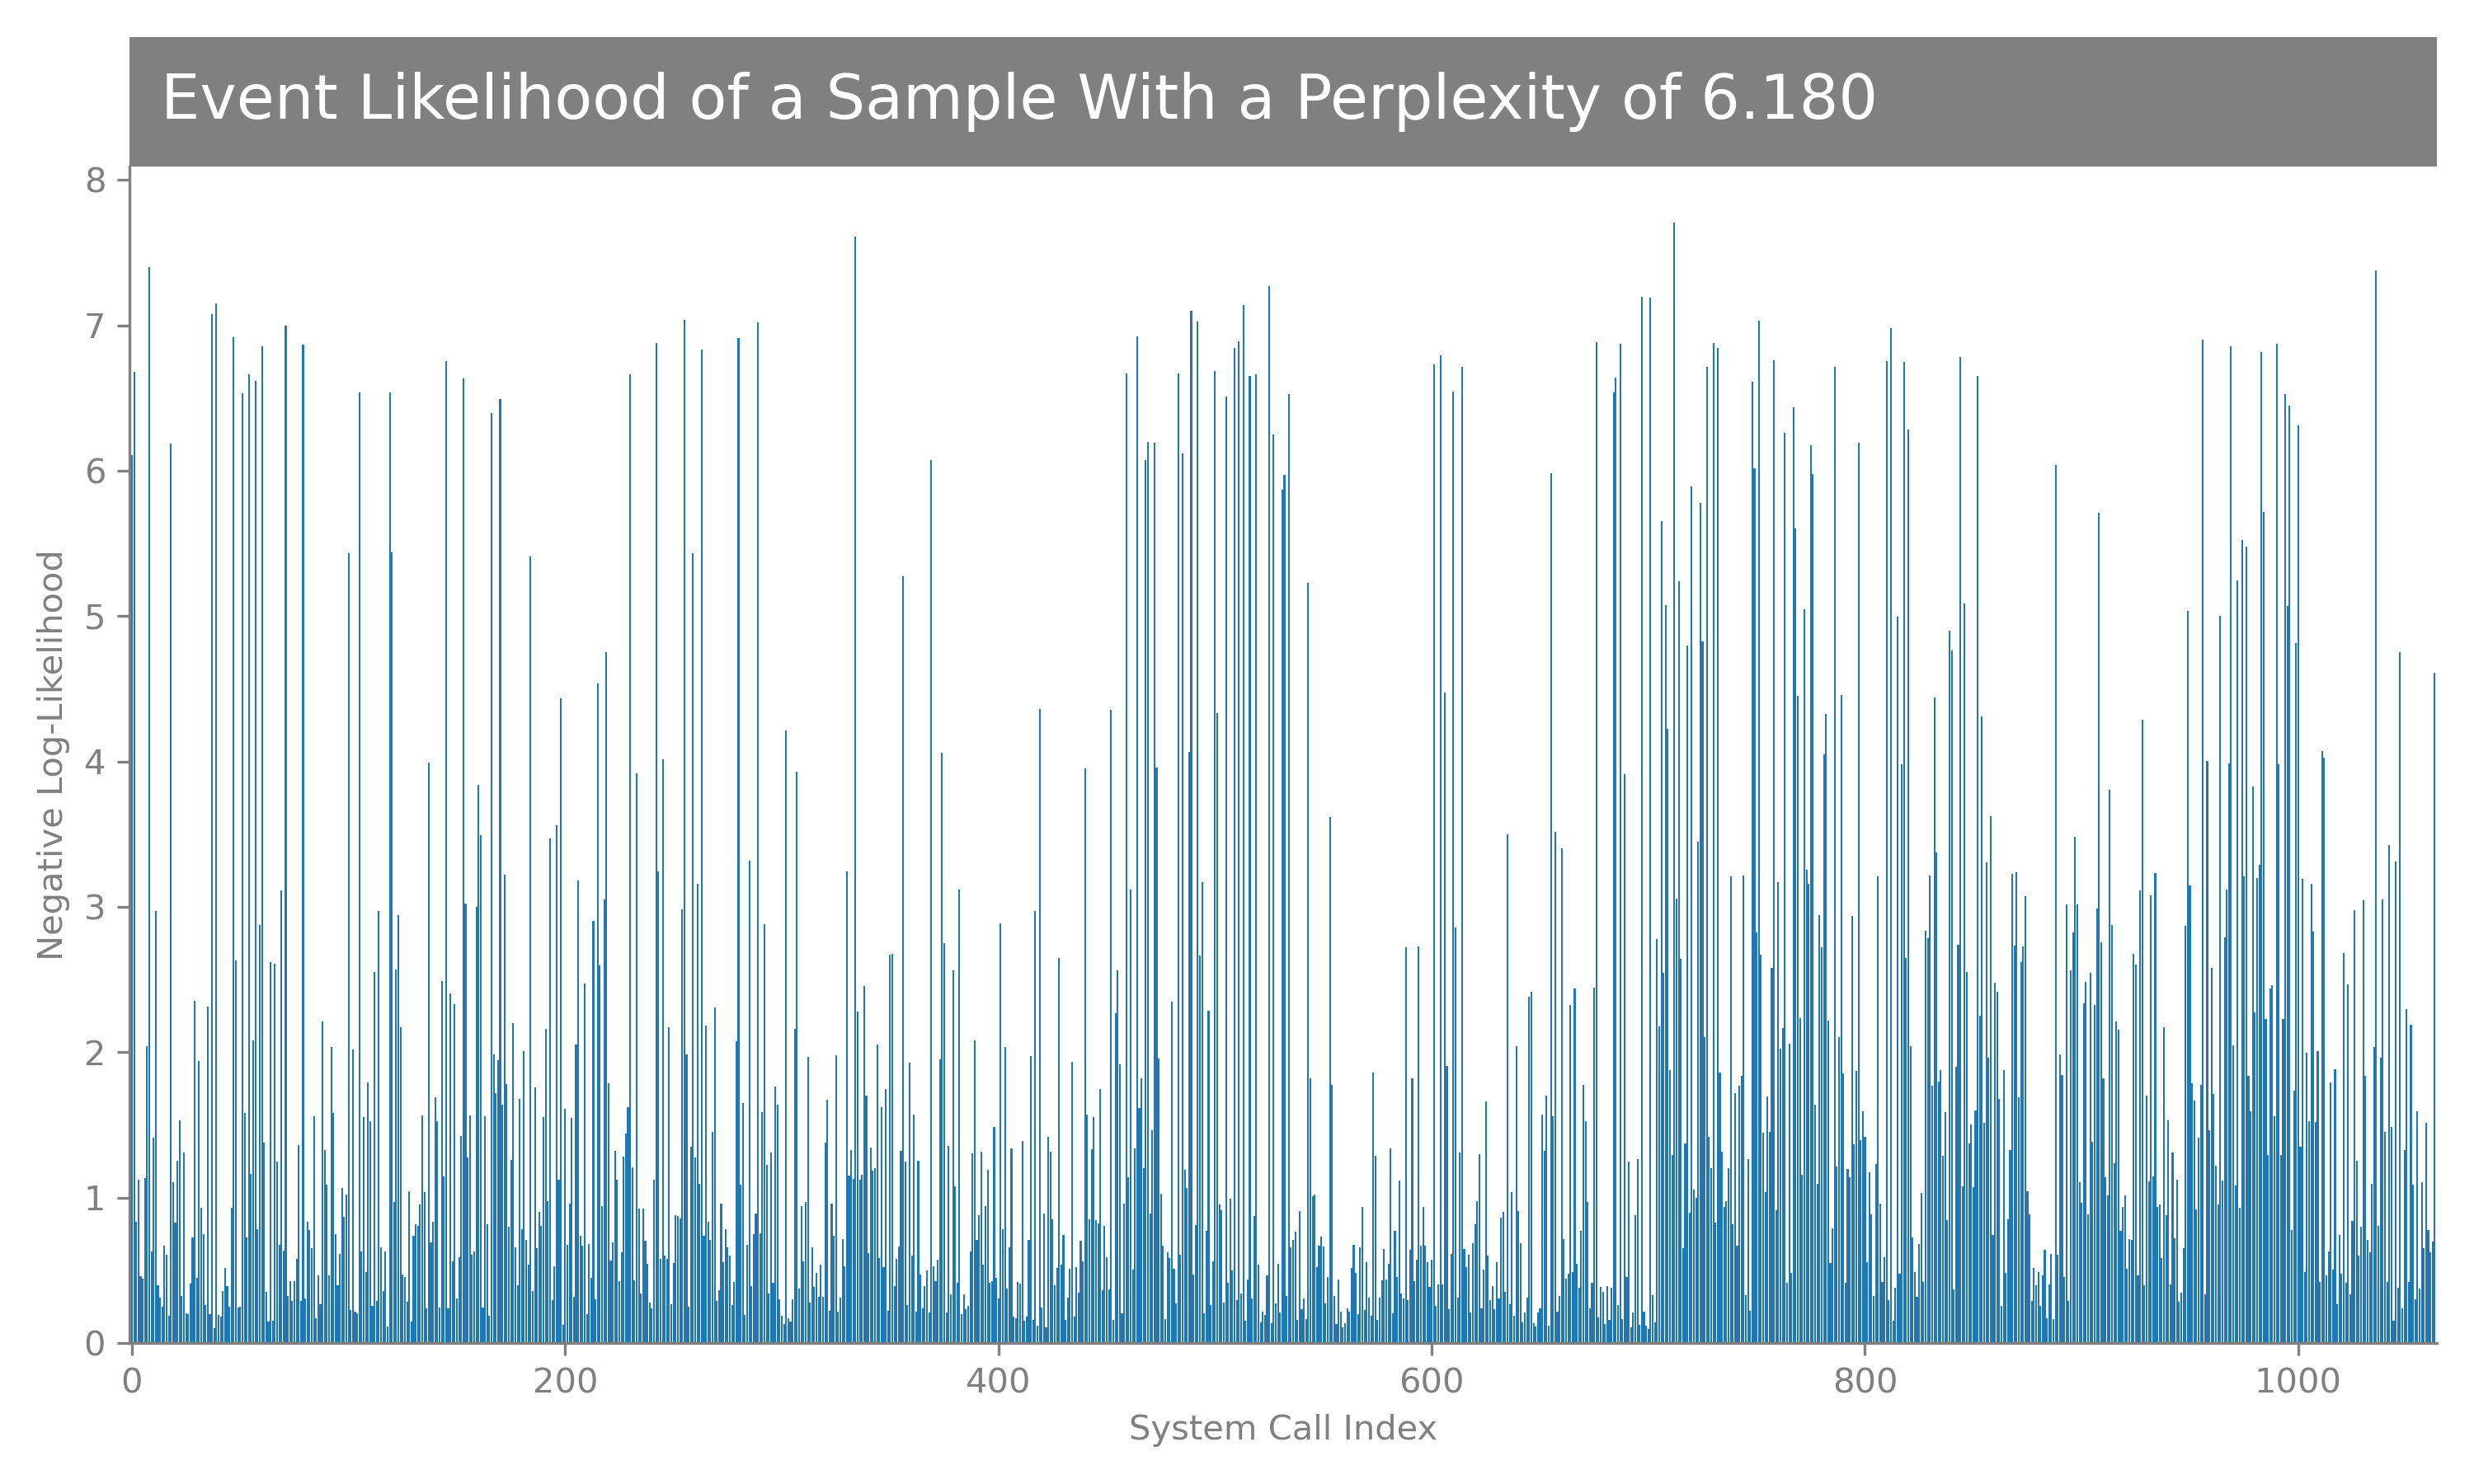 Event Likelihood of a Sample With a Perplexity of 6.180
8
7
6
5
4
3
2
1
0
Negative Log-Likelihood
0 200 400 600 800 1000
System Call Index